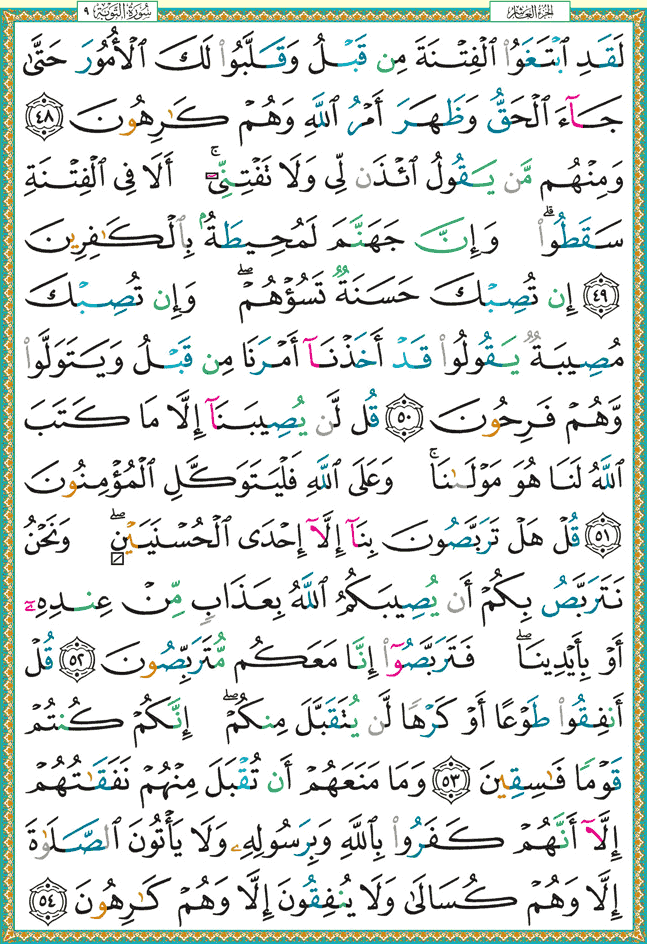 الجزء العاشر
سورة التوبة ٩
لَقَدِ ٱبْتَغَوُا۟ ٱلْفِتْنَةَ مِن قَبْلُ وَقَلَّبُوا۟ لَكَ ٱلْأُمُورَ حَتَّىٰ
جَآءَ ٱلْحَقُّ وَظَهَرَ أَمْرُ ٱللَّهِ وَهُمْ كَـٰرِهُونَ ٤٨
وَمِنْهُم مَّن يَقُولُ ٱئْذَن لِّى وَلَا تَفْتِنِّىٓ ۚ أَلَا فِى ٱلْفِتْنَةِ
سَقَطُوا۟ ۗ وَإِنَّ جَهَنَّمَ لَمُحِيطَةٌۢ بِٱلْكَـٰفِرِينَ
٤٩ إِن تُصِبْكَ حَسَنَةٌ تَسُؤْهُمْ ۖ وَإِن تُصِبْكَ
مُصِيبَةٌ يَقُولُوا۟ قَدْ أَخَذْنَآ أَمْرَنَا مِن قَبْلُ وَيَتَوَلَّوا۟
وَّهُمْ فَرِحُونَ ٥٠ قُل لَّن يُصِيبَنَآ إِلَّا مَا كَتَبَ
ٱللَّهُ لَنَا هُوَ مَوْلَىٰنَا ۚ وَعَلَى ٱللَّهِ فَلْيَتَوَكَّلِ ٱلْمُؤْمِنُونَ
٥١ قُلْ هَلْ تَرَبَّصُونَ بِنَآ إِلَّآ إِحْدَى ٱلْحُسْنَيَيْنِ ۖ وَنَحْنُ
نَتَرَبَّصُ بِكُمْ أَن يُصِيبَكُمُ ٱللَّهُ بِعَذَابٍ مِّنْ عِندِهِۦٓ
أَوْ بِأَيْدِينَا ۖ فَتَرَبَّصُوٓا۟ إِنَّا مَعَكُم مُّتَرَبِّصُونَ ٥٢ قُلْ
أَنفِقُوا۟ طَوْعًا أَوْ كَرْهًا لَّن يُتَقَبَّلَ مِنكُمْ ۖ إِنَّكُمْ كُنتُمْ
قَوْمًا فَـٰسِقِينَ ٥٣ وَمَا مَنَعَهُمْ أَن تُقْبَلَ مِنْهُمْ نَفَقَـٰتُهُمْ
إِلَّآ أَنَّهُمْ كَفَرُوا۟ بِٱللَّهِ وَبِرَسُولِهِۦ وَلَا يَأْتُونَ ٱلصَّلَوٰةَ
إِلَّا وَهُمْ كُسَالَىٰ وَلَا يُنفِقُونَ إِلَّا وَهُمْ كَـٰرِهُونَ ٥٤